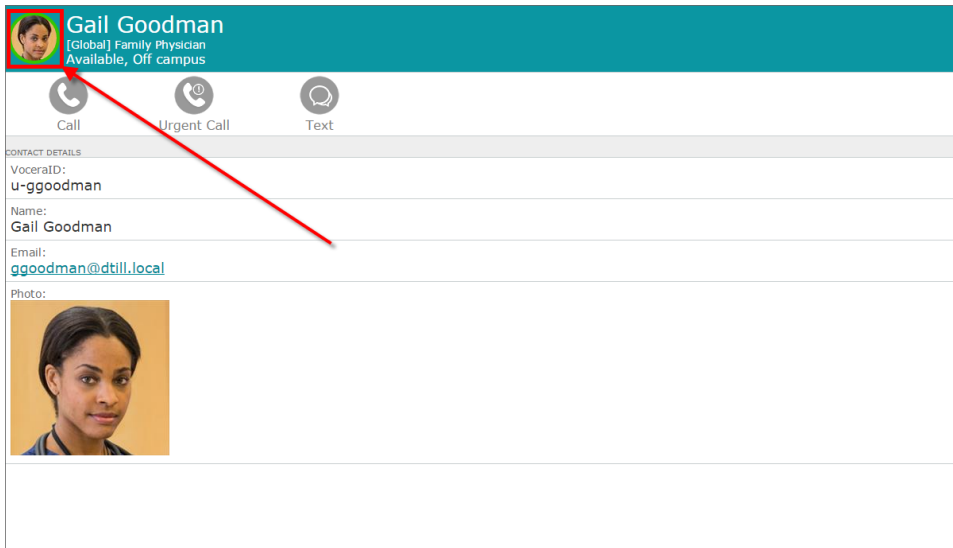 Gail Goodman
[Global] Family Physician
Available, Off campus
Call
Urgent Call
Text
CONTACT DETAILS
VoceraID:
u-ggoodman
Name:
Gail Goodman
Email:
ggoodman@dtill.local
Photo: